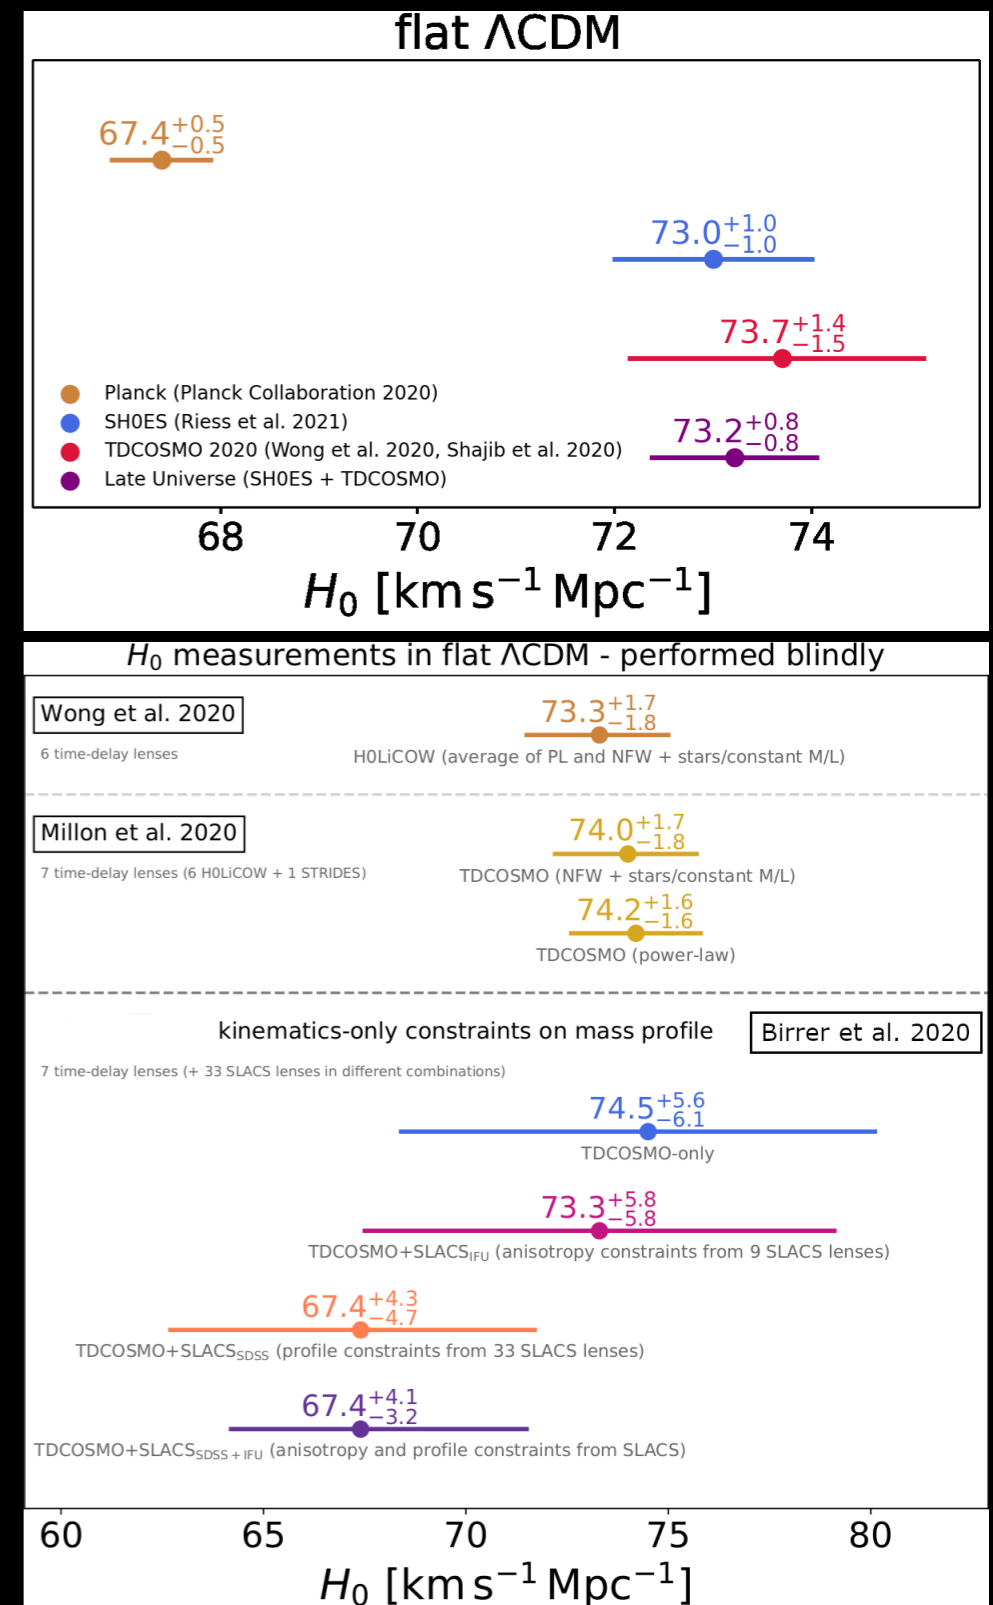 flat ΛCDM
67.4+0.5−0.5
73.0+1.0−1.0
73.7+1.4−1.5
Planck (Planck Collaboration 2020)
SH0ES (Riess et al. 2021)
TDCOSMO 2020 (Wong et al. 2020, Shajib et al. 2020)
Late Universe (SH0ES + TDCOSMO)
73.2+0.8−0.8
68 70 72 74
H0 [km s−1 Mpc−1]
H0 measurements in flat ΛCDM - performed blindly
Wong et al. 2020
73.3+1.7−1.8
6 time-delay lenses
H0LiCOW (average of PL and NFW + stars/constant M/L)
Millon et al. 2020
74.0+1.7−1.8
7 time-delay lenses (6 H0LiCOW + 1 STRIDES)
TDCOSMO (NFW + stars/constant M/L)
74.2+1.6−1.6
TDCOSMO (power-law)
kinematics-only constraints on mass profile
Birrer et al. 2020
7 time-delay lenses (+ 33 SLACS lenses in different combinations)
74.5+5.6−6.1
TDCOSMO-only
73.3+5.8−5.8
TDCOSMO+SLACSIFU (anisotropy constraints from 9 SLACS lenses)
67.4+4.3−4.7
TDCOSMO+SLACSSDSS (profile constraints from 33 SLACS lenses)
67.4+4.1−3.2
TDCOSMO+SLACSSDSS + IFU (anisotropy and profile constraints from SLACS)
60 65 70 75 80
H0 [km s−1 Mpc−1]